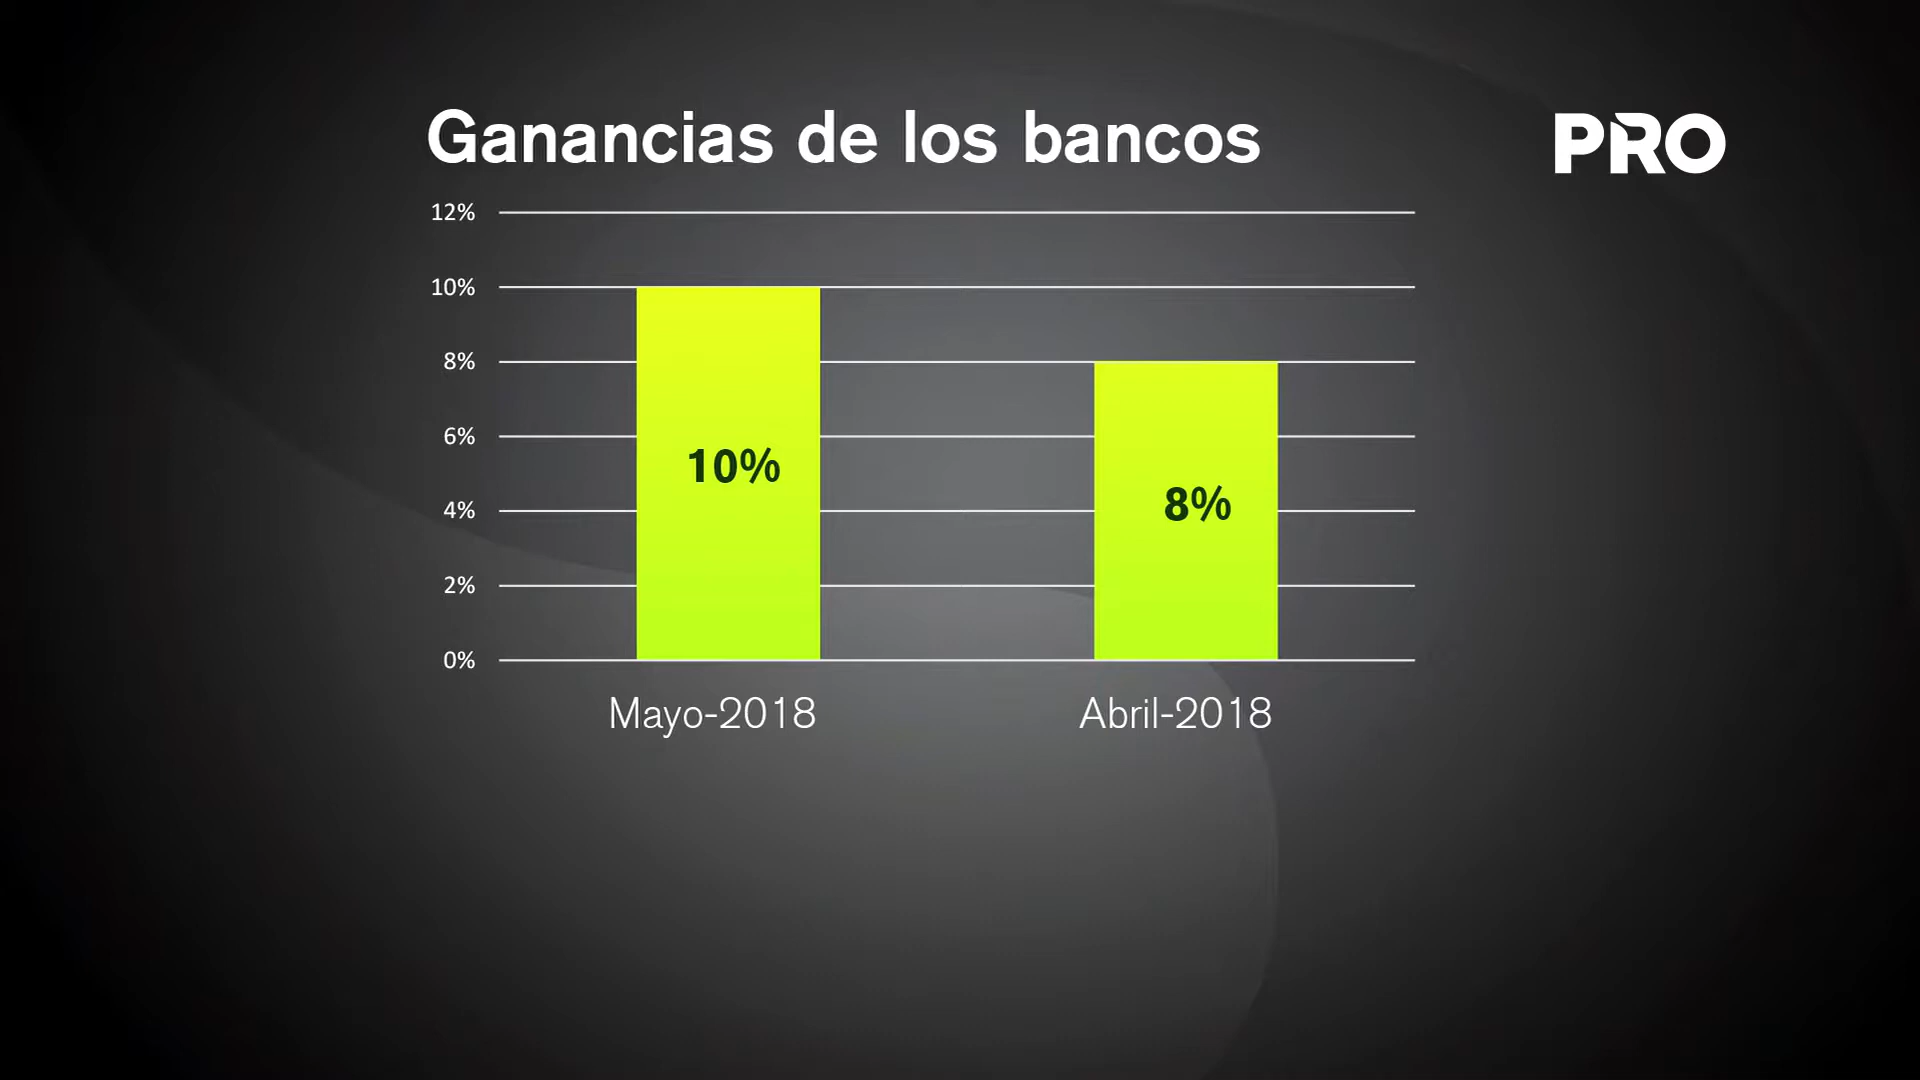 Ganancias de los bancos
PRO
12%
10%
8%
6%
4%
2%
0%
10%
8%
Mayo-2018
Abril-2018